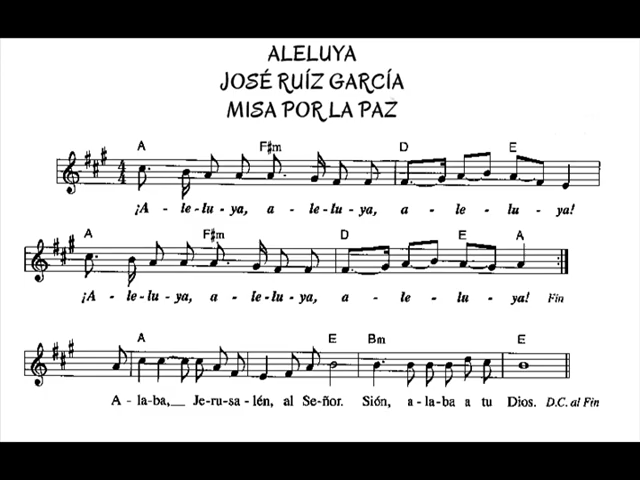 ALELUYA
JOSÉ RUÍZ GARCÍA
MISA POR LA PAZ
A F#m D E
¡A - le - lu - ya, a - le - lu - ya, a - le - lu - ya!
A F#m D E A
¡A - le - lu - ya, a - le - lu - ya, a - le - lu - ya! Fin
A E Bm E
A - la - ba, Je - ru - sa - lén, al Se - ñor. Sión, a - la - ba a tu Dios. D.C. al Fin